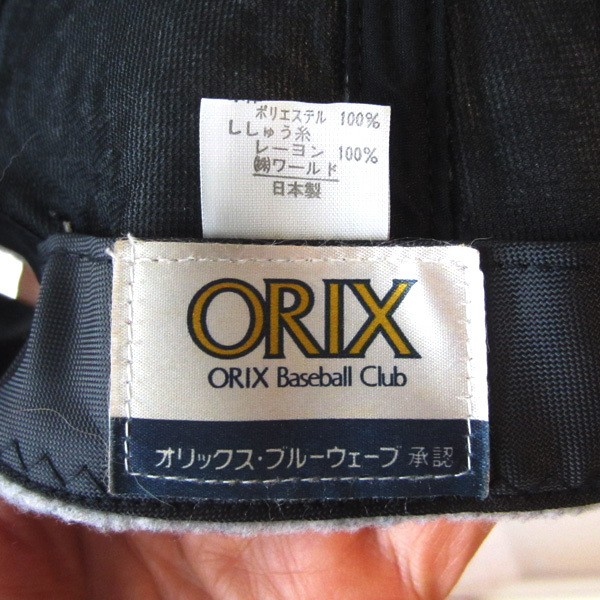 ポリエステル 100%
ししゅう糸
レーヨン 100%
㈱ワールド
日本製
ORIX
ORIX Baseball Club
オリックス・ブルーウェーブ 承認